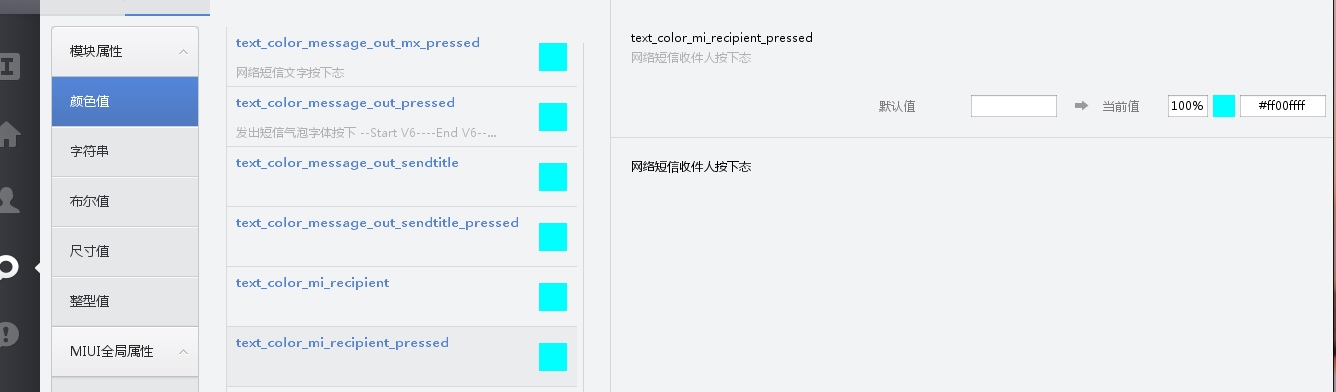 模块属性
颜色值
字符串
布尔值
尺寸值
整型值
MIUI全局属性
text_color_message_out_mx_pressed
网络短信文字按下态
text_color_message_out_pressed
发出短信气泡字体按下 --Start V6----End V6--...
text_color_message_out_sendtitle
text_color_message_out_sendtitle_pressed
text_color_mi_recipient
text_color_mi_recipient_pressed
text_color_mi_recipient_pressed
网络短信收件人按下态
默认值
当前值
100%
#ff00ffff
网络短信收件人按下态